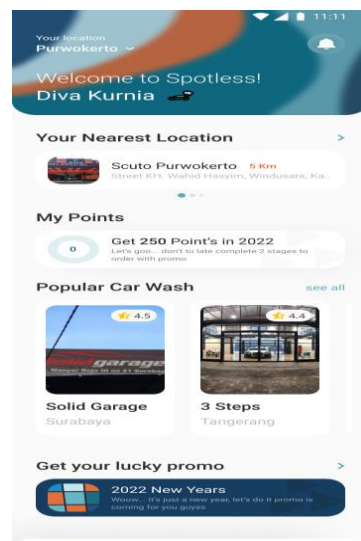 11:11
Your location
Purwokerto
Welcome to Spotless!
Diva Kurnia
Your Nearest Location >
Scuto Purwokerto 5 Km
Street KH, Wahid Hasyim, Windusara, Ka..
My Points
0
Get 250 Point's in 2022
Let's goo.. don't to late complete 2 stages to
order with promo
Popular Car Wash see all
4.5
Solid garage
4.4
Solid Garage
Surabaya
3 Steps
Tangerang
Get your lucky promo >
2022 New Years
Woow... it's just a new year, let's do it promo is
coming for you guyss